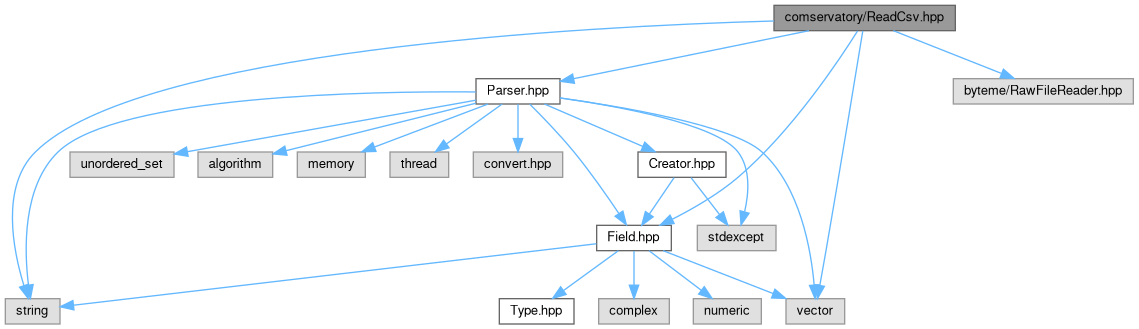 comservatory/ReadCsv.hpp
Parser.hpp
byteme/RawFileReader.hpp
unordered_set
algorithm
memory
thread
convert.hpp
Creator.hpp
Field.hpp
stdexcept
string
Type.hpp
complex
numeric
vector